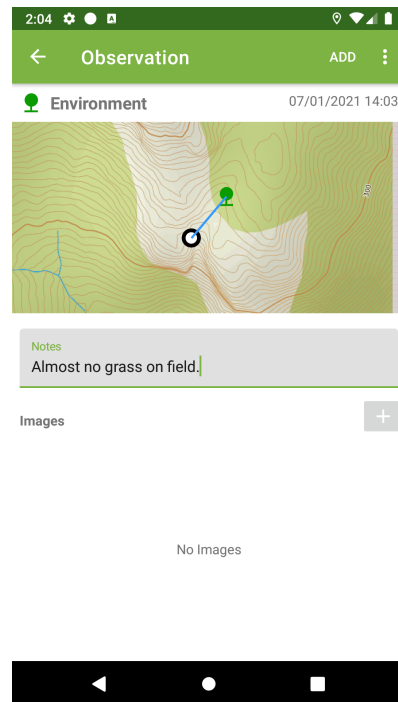 2:04
Observation ADD
Environment 07/01/2021 14:03
300
Notes
Almost no grass on field.
Images
No Images